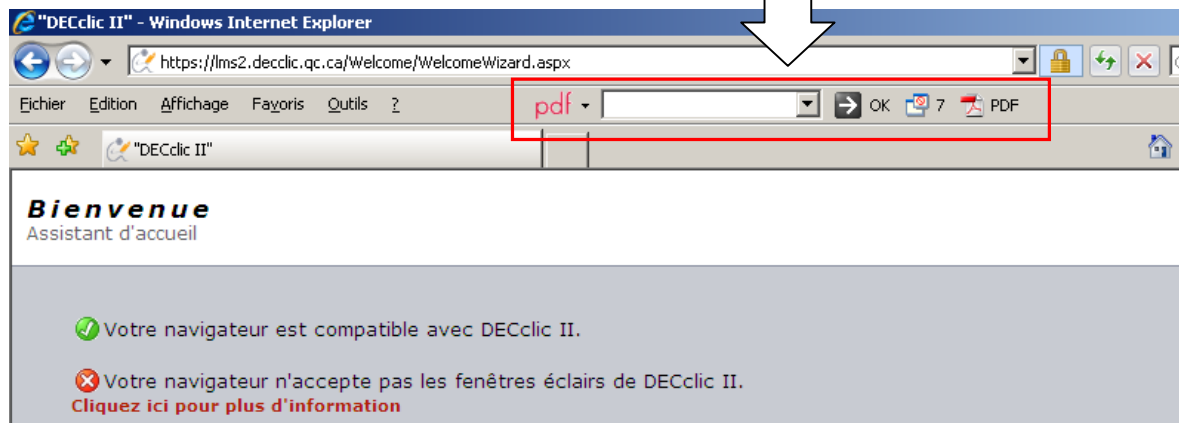 "DECclic II" - Windows Internet Explorer
https://lms2.decclic.qc.ca/Welcome/WelcomeWizard.aspx
Fichier Edition Affichage Favoris Outils ? pdf OK 7 PDF
"DECclic II"
Bienvenue
Assistant d'accueil
Votre navigateur est compatible avec DECclic II.
Votre navigateur n'accepte pas les fenêtres éclairs de DECclic II.
Cliquez ici pour plus d'information